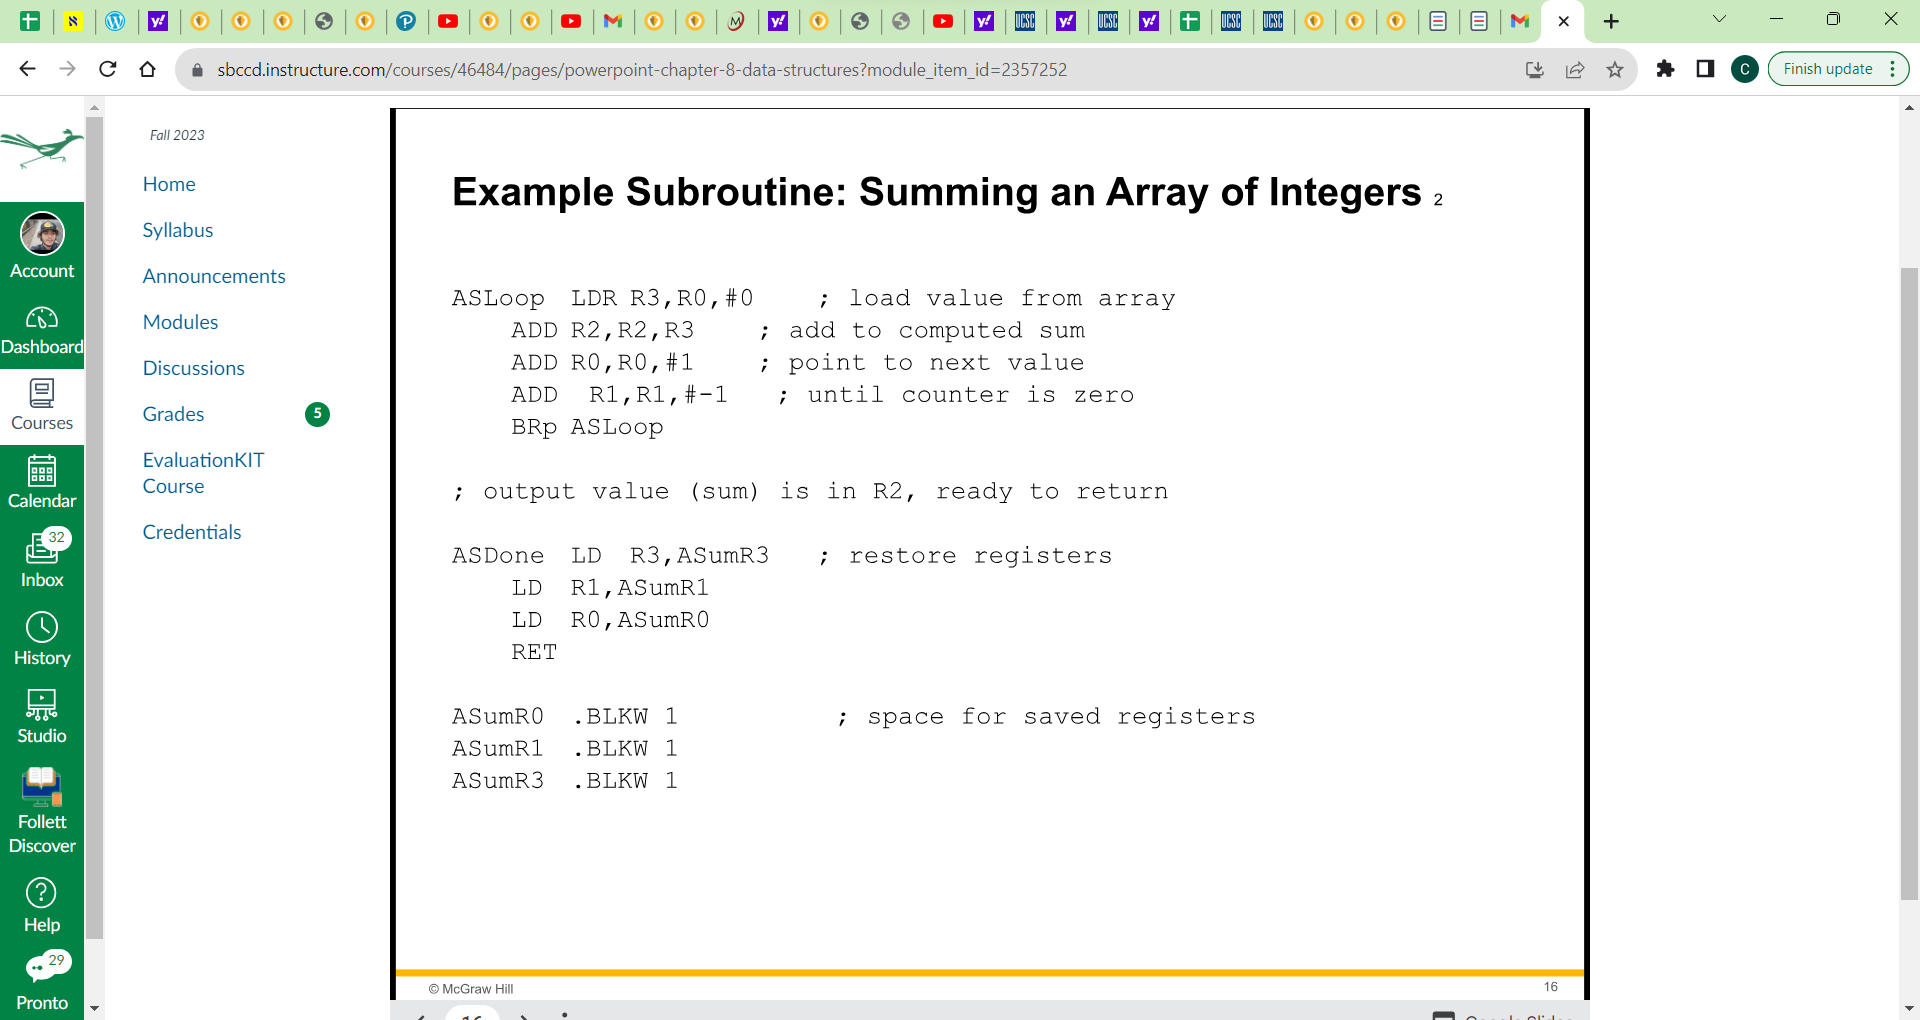 sbccd.instructure.com/courses/46484/pages/powerpoint-chapter-8-data-structures?module_item_id=2357252
C
Finish update
Account
Dashboard
Courses
Calendar
32
Inbox
History
Studio
Follett
Discover
Help
29
Pronto
Fall 2023
Home
Syllabus
Announcements
Modules
Discussions
Grades 5
EvaluationKIT
Course
Credentials
Example Subroutine: Summing an Array of Integers 2
ASLoop LDR R3,R0,#0 ; load value from array
ADD R2,R2,R3 ; add to computed sum
ADD R0,R0,#1 ; point to next value
ADD R1,R1,#-1 ; until counter is zero
BRp ASLoop
; output value (sum) is in R2, ready to return
ASDone LD R3,ASumR3 ; restore registers
LD R1,ASumR1
LD R0,ASumR0
RET
ASumR0 .BLKW 1 ; space for saved registers
ASumR1 .BLKW 1
ASumR3 .BLKW 1
© McGraw Hill
16